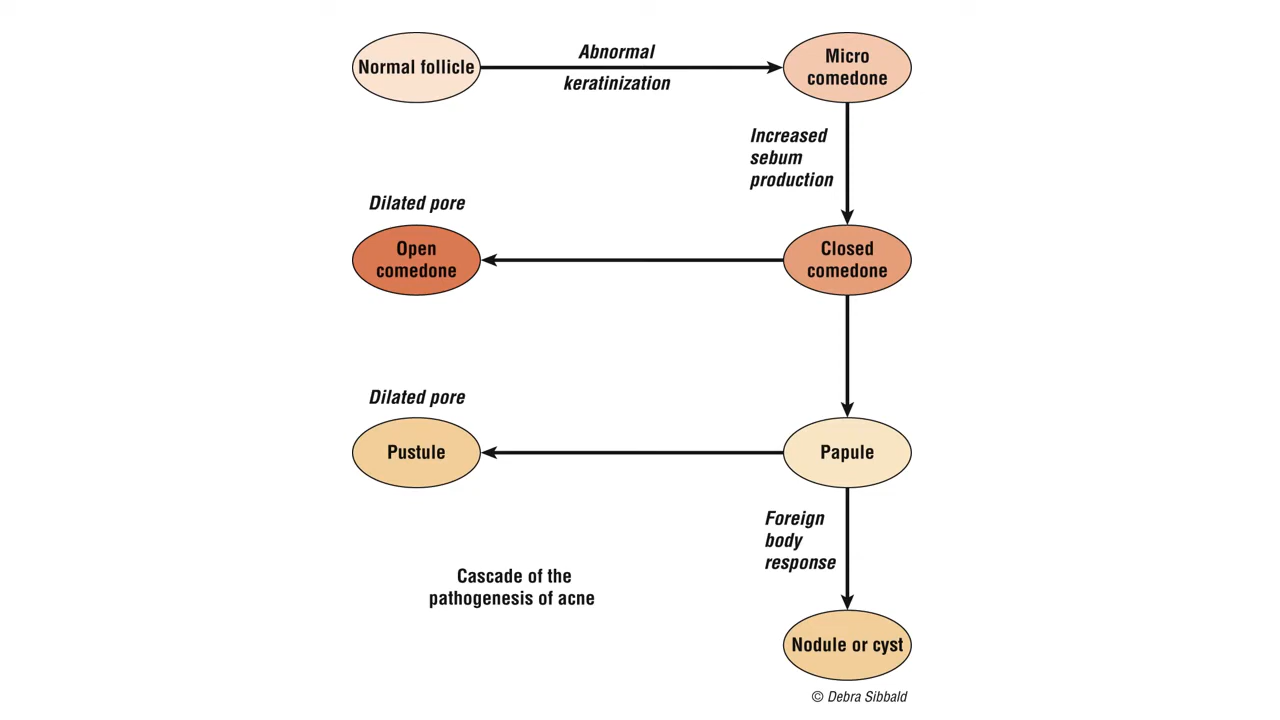 Normal follicle
Abnormal
keratinization
Micro
comedone
Increased
sebum
production
Dilated pore
Open
comedone
Closed
comedone
Dilated pore
Pustule
Papule
Foreign
body
response
Cascade of the
pathogenesis of acne
Nodule or cyst
© Debra Sibbald